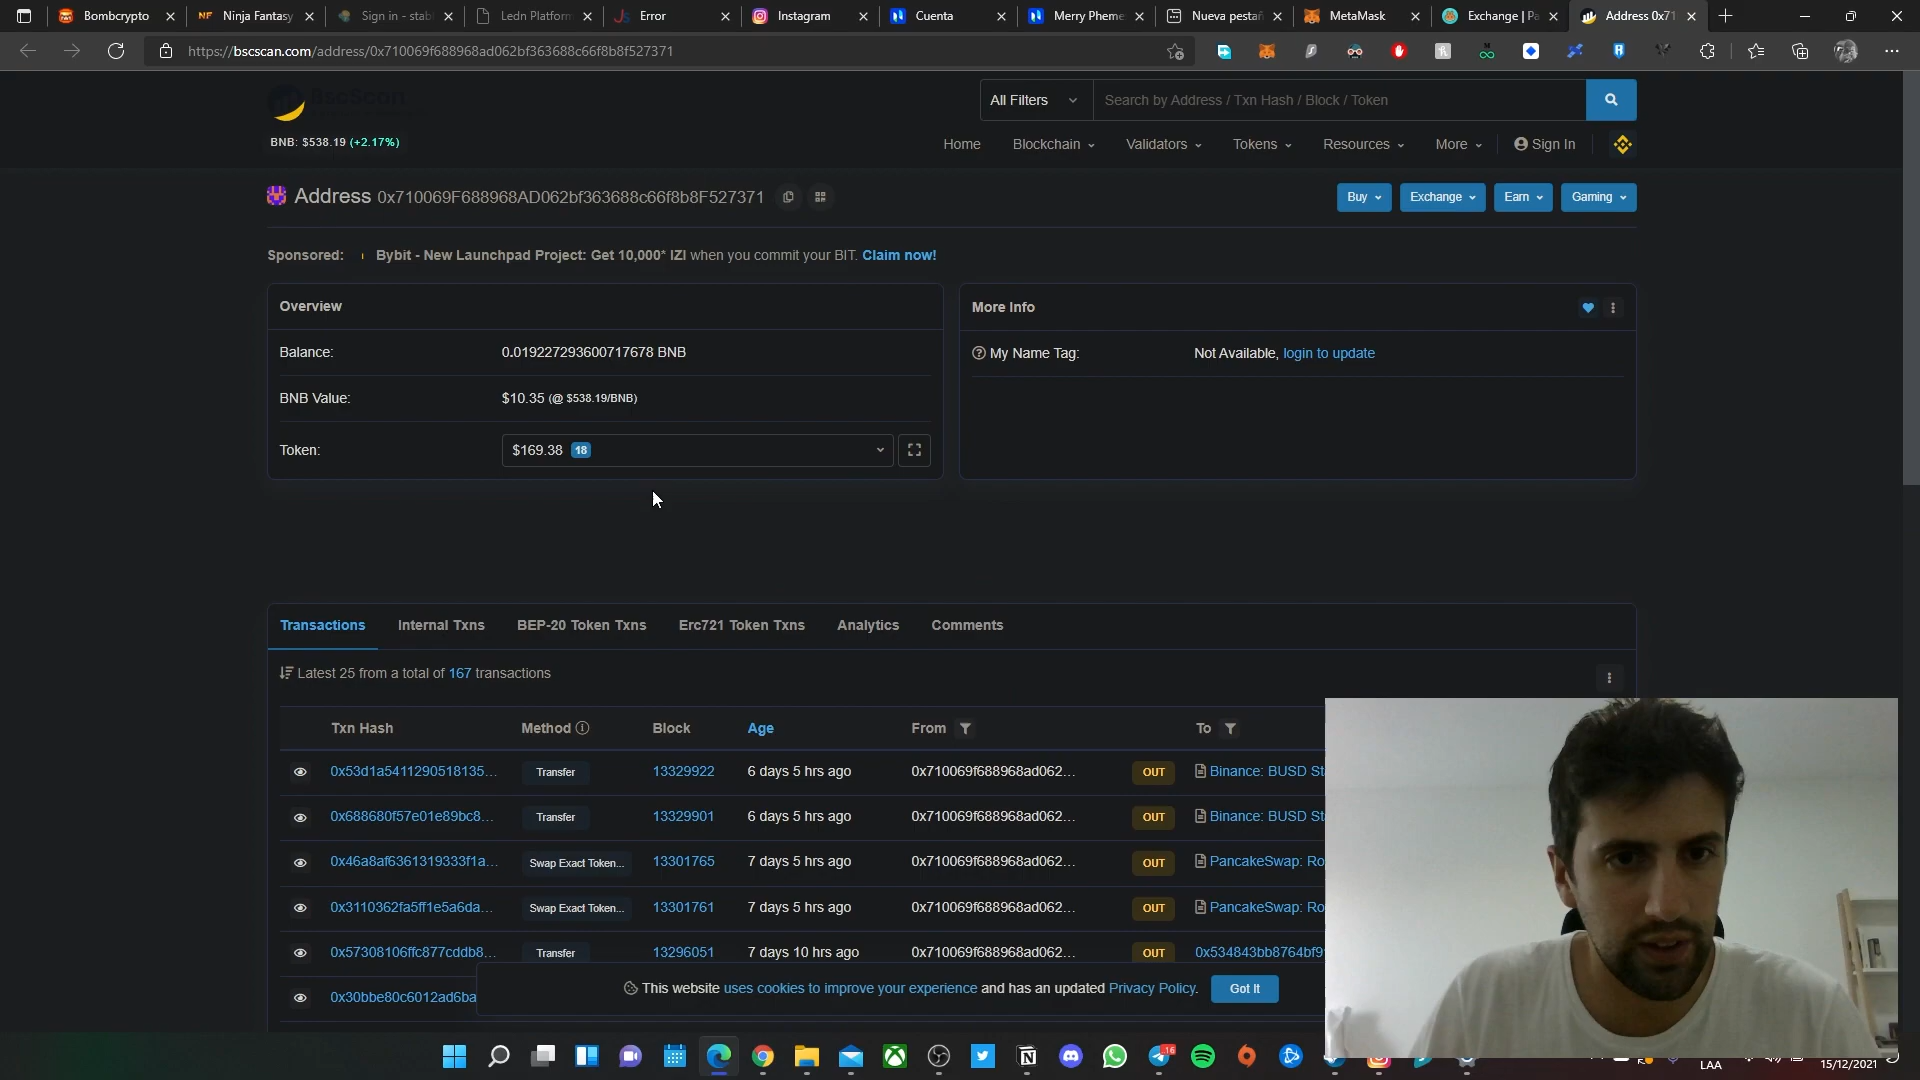 Bombcrypto
Ninja Fantasy
Sign in - stab
Ledn Platform
Error
Instagram
Cuenta
Merry Pheme
Nueva pestañ
MetaMask
Exchange | Pa
Address 0x71
https://bscscan.com/address/0x710069f688968ad062bf363688c66f8b8f527371
BscScan
All Filters
Search by Address / Txn Hash / Block / Token
BNB: $538.19 (+2.17%)
Home
Blockchain
Validators
Tokens
Resources
More
Sign In
Address 0x710069F688968AD062bf363688c66f8b8F527371
Buy
Exchange
Earn
Gaming
Sponsored: Bybit - New Launchpad Project: Get 10,000* IZI when you commit your BIT. Claim now!
Overview
More Info
Balance: 0.019227293600717678 BNB
My Name Tag: Not Available, login to update
BNB Value: $10.35 (@ $538.19/BNB)
Token: $169.38 18
Transactions
Internal Txns
BEP-20 Token Txns
Erc721 Token Txns
Analytics
Comments
Latest 25 from a total of 167 transactions
Txn Hash Method Block Age From To
0x53d1a5411290518135... Transfer 13329922 6 days 5 hrs ago 0x710069f688968ad062... OUT Binance: BUSD St
0x688680f57e01e89bc8... Transfer 13329901 6 days 5 hrs ago 0x710069f688968ad062... OUT Binance: BUSD St
0x46a8af6361319333f1a... Swap Exact Token... 13301765 7 days 5 hrs ago 0x710069f688968ad062... OUT PancakeSwap: Ro
0x3110362fa5ff1e5a6da... Swap Exact Token... 13301761 7 days 5 hrs ago 0x710069f688968ad062... OUT PancakeSwap: Ro
0x57308106ffc877cddb8... Transfer 13296051 7 days 10 hrs ago 0x710069f688968ad062... OUT 0x534843bb8764bf9
0x30bbe80c6012ad6ba
This website uses cookies to improve your experience and has an updated Privacy Policy. Got It
16
LAA
15/12/2021